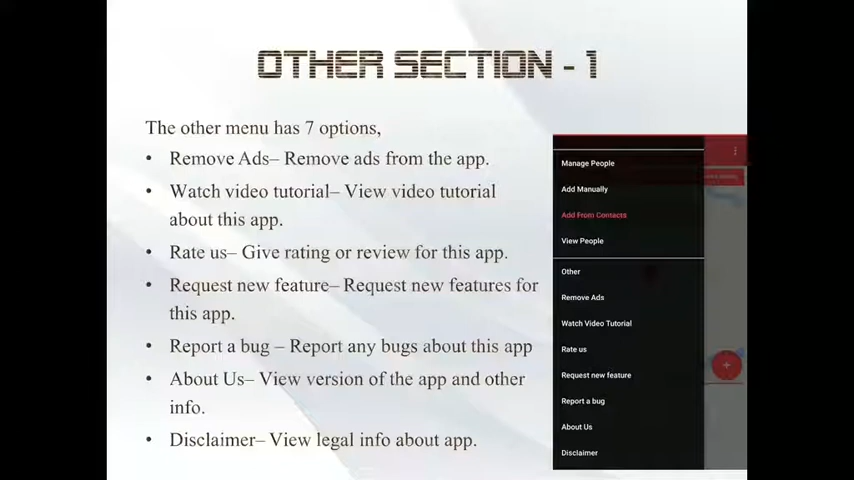 OTHER SECTION - 1
The other menu has 7 options,
• Remove Ads– Remove ads from the app.
• Watch video tutorial– View video tutorial
about this app.
• Rate us– Give rating or review for this app.
• Request new feature– Request new features for
this app.
• Report a bug – Report any bugs about this app
• About Us– View version of the app and other
info.
• Disclaimer– View legal info about app.
Manage People
Add Manually
Add From Contacts
View People
Other
Remove Ads
Watch Video Tutorial
Rate us
Request new feature
Report a bug
About Us
Disclaimer